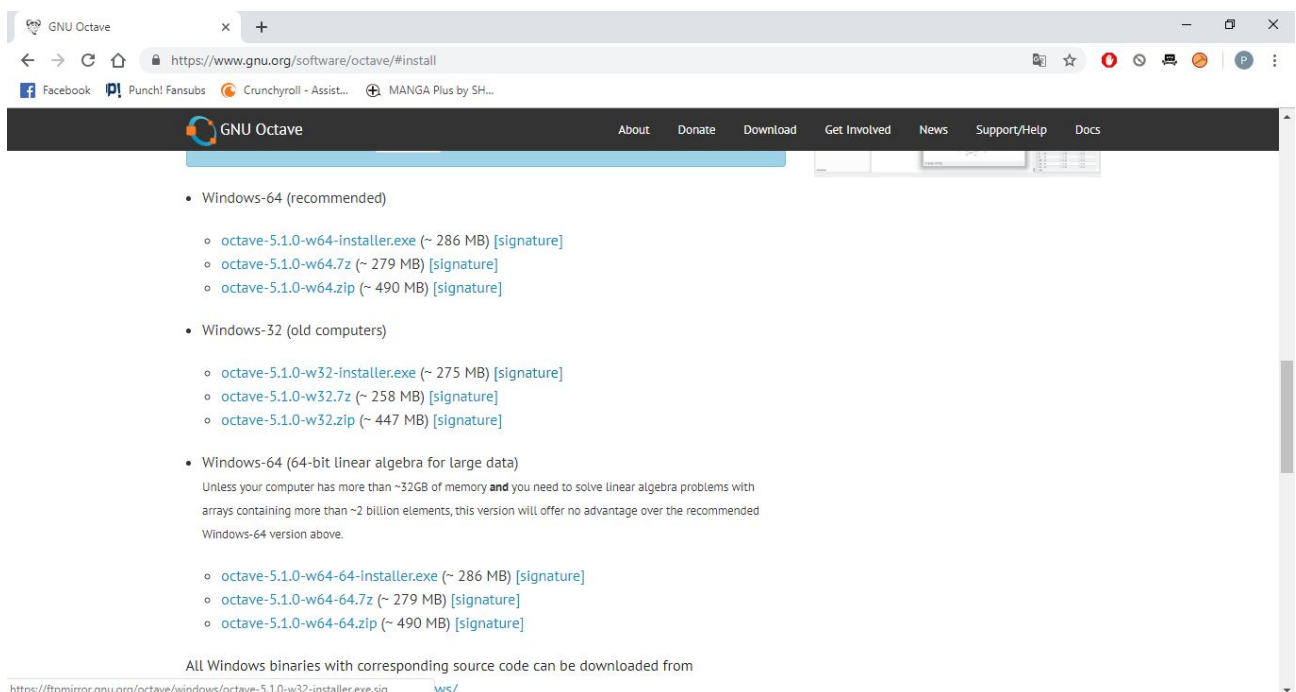 GNU Octave
https://www.gnu.org/software/octave/#install
P
Facebook P! Punch! Fansubs Crunchyroll - Assist... MANGA Plus by SH...
GNU Octave About Donate Download Get Involved News Support/Help Docs
• Windows-64 (recommended)
octave-5.1.0-w64-installer.exe (~ 286 MB) [signature]
octave-5.1.0-w64.7z (~ 279 MB) [signature]
octave-5.1.0-w64.zip (~ 490 MB) [signature]
• Windows-32 (old computers)
octave-5.1.0-w32-installer.exe (~ 275 MB) [signature]
octave-5.1.0-w32.7z (~ 258 MB) [signature]
octave-5.1.0-w32.zip (~ 447 MB) [signature]
• Windows-64 (64-bit linear algebra for large data)
Unless your computer has more than ~32GB of memory and you need to solve linear algebra problems with
arrays containing more than ~2 billion elements, this version will offer no advantage over the recommended
Windows-64 version above.
octave-5.1.0-w64-64-installer.exe (~ 286 MB) [signature]
octave-5.1.0-w64-64.7z (~ 279 MB) [signature]
octave-5.1.0-w64-64.zip (~ 490 MB) [signature]
All Windows binaries with corresponding source code can be downloaded from
https://ftpmirror.gnu.org/octave/windows/octave-5.1.0-w32-installer.exe.sig ws/